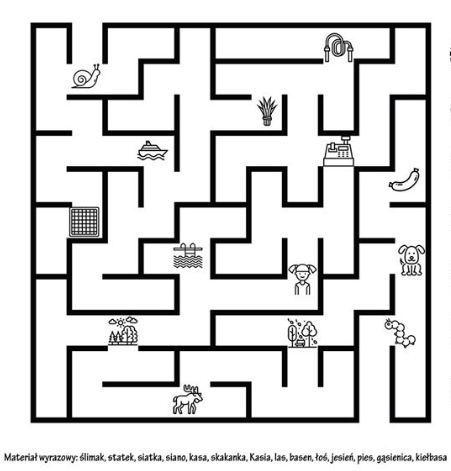 Materiał wyrazowy: ślimak, statek, siatka, siano, kasa, skakanka, Kasia, las, basen, łoś, jesień, pies, gąsienica, kiełbasa